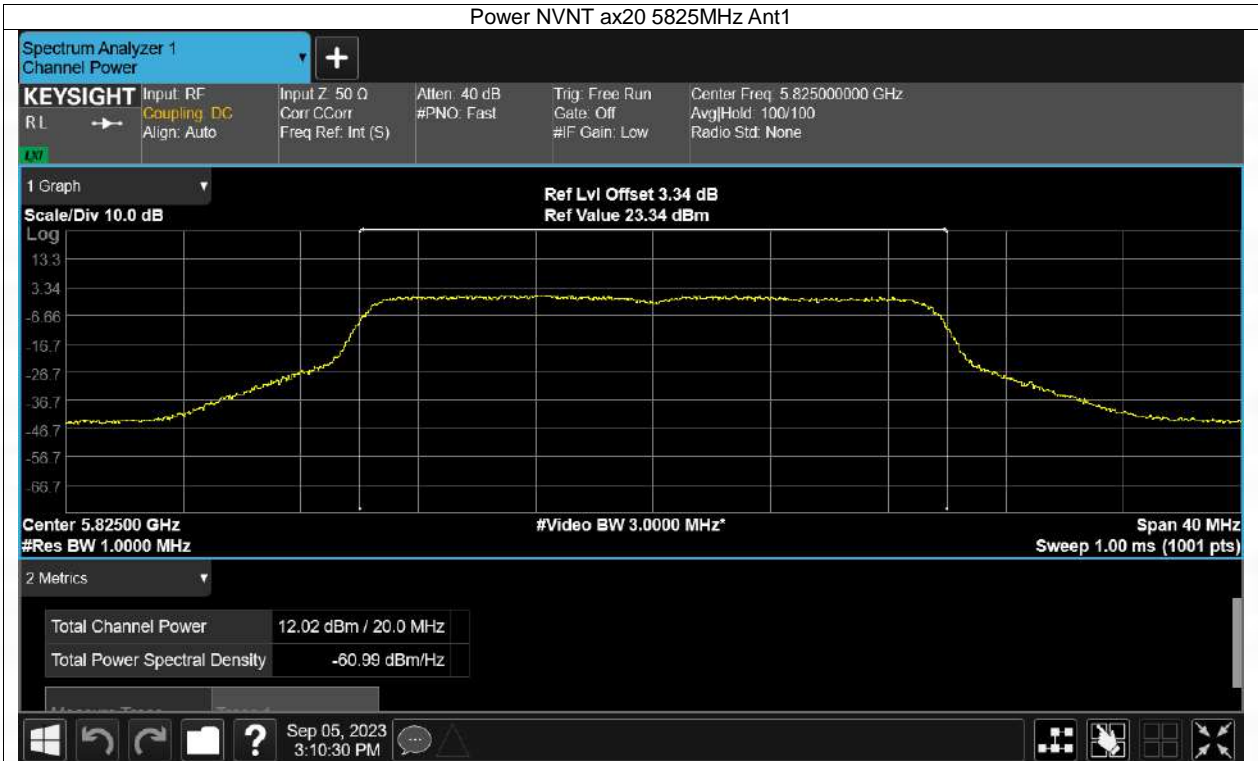 Power NVNT ax20 5825MHz Ant1
Spectrum Analyzer 1
Channel Power
+
KEYSIGHT
RL
LXI
Input: RF
Coupling: DC
Align: Auto
Input Z: 50 Ω
Corr CCorr
Freq Ref: Int (S)
Atten: 40 dB
#PNO: Fast
Trig: Free Run
Gate: Off
#IF Gain: Low
Center Freq: 5.825000000 GHz
Avg|Hold: 100/100
Radio Std: None
1 Graph
Scale/Div 10.0 dB
Ref Lvl Offset 3.34 dB
Ref Value 23.34 dBm
Log
13.3
3.34
-6.66
-16.7
-26.7
-36.7
-46.7
-56.7
-66.7
Center 5.82500 GHz
#Res BW 1.0000 MHz
#Video BW 3.0000 MHz*
Span 40 MHz
Sweep 1.00 ms (1001 pts)
2 Metrics
Total Channel Power 12.02 dBm / 20.0 MHz
Total Power Spectral Density -60.99 dBm/Hz
?
Sep 05, 2023
3:10:30 PM